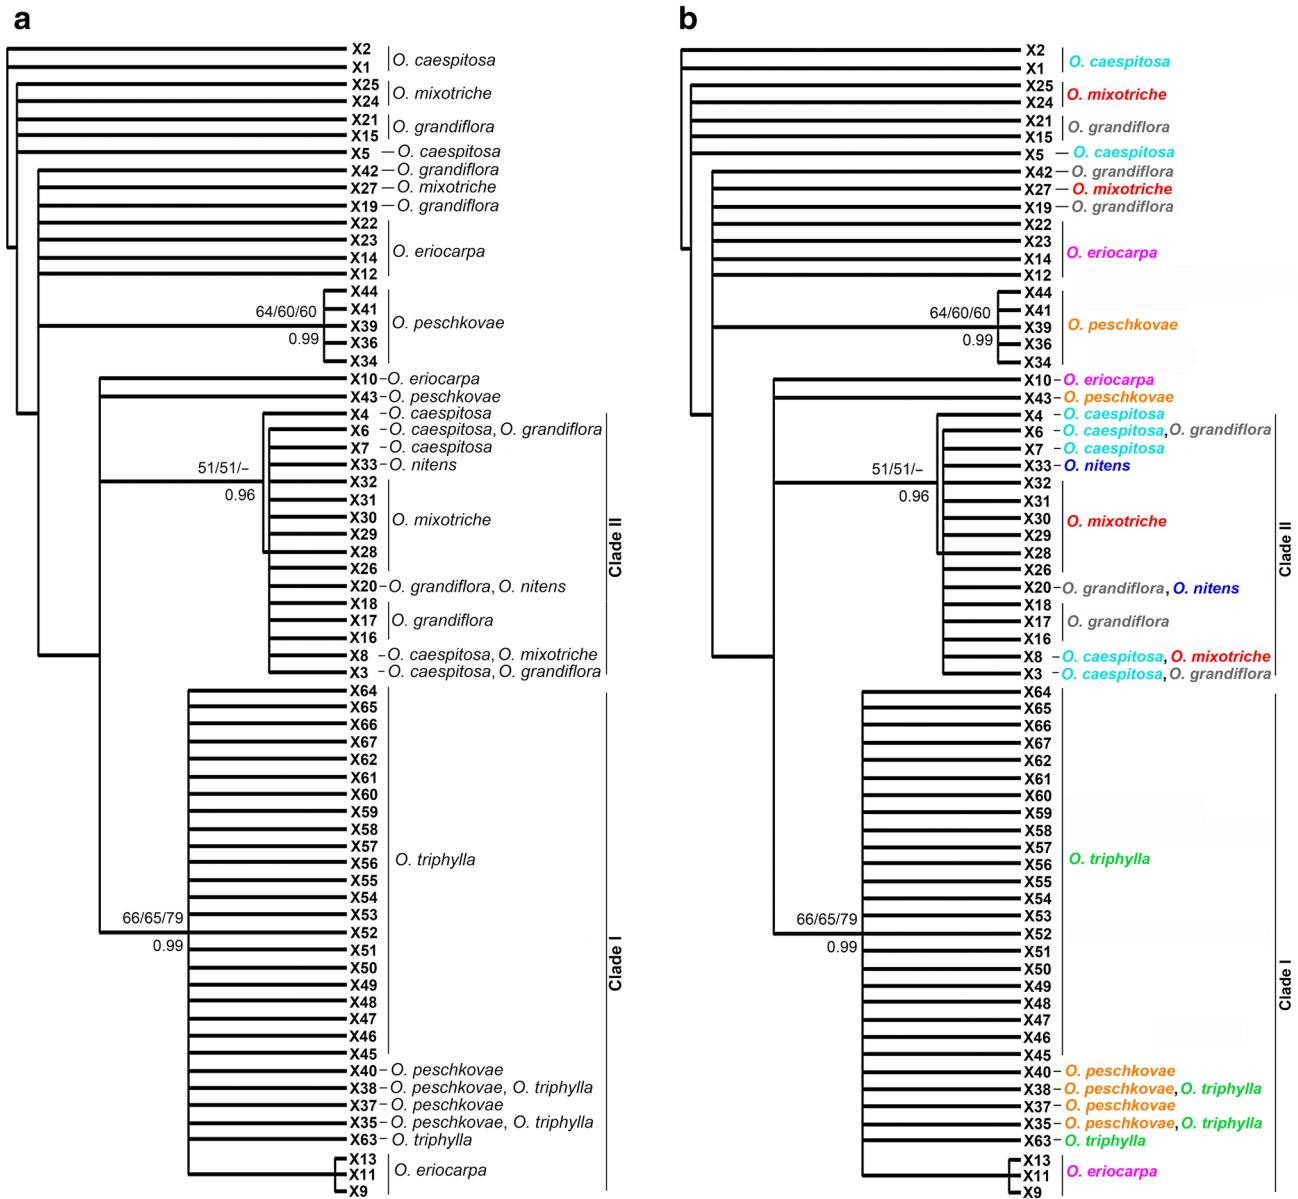 a
X2
O. caespitosa
X1
X25
O. mixotriche
X24
X21
O. grandiflora
X15
X5 O. caespitosa
X42 O. grandiflora
X27 O. mixotriche
X19 O. grandiflora
X22
X23
O. eriocarpa
X14
X12
X44
64/60/60 X41
X39 O. peschkovae
0.99 X36
X34
X10 O. eriocarpa
X43 O. peschkovae
X4 O. caespitosa
X6 O. caespitosa, O. grandiflora
X7 O. caespitosa
51/51/– X33 O. nitens
X32
0.96 X31
X30 O. mixotriche
X29
X28
X26
Clade II
X20 O. grandiflora, O. nitens
X18
X17 O. grandiflora
X16
X8 O. caespitosa, O. mixotriche
X3 O. caespitosa, O. grandiflora
X64
X65
X66
X67
X62
X61
X60
X59
X58
X57
X56 O. triphylla
X55
X54
66/65/79 X53
X52
0.99 X51
X50
Clade I
X49
X48
X47
X46
X45
X40 O. peschkovae
X38 O. peschkovae, O. triphylla
X37 O. peschkovae
X35 O. peschkovae, O. triphylla
X63 O. triphylla
X13
X11 O. eriocarpa
X9
b
X2
O. caespitosa
X1
X25
O. mixotriche
X24
X21
O. grandiflora
X15
X5 O. caespitosa
X42 O. grandiflora
X27 O. mixotriche
X19 O. grandiflora
X22
X23
O. eriocarpa
X14
X12
X44
64/60/60 X41
X39 O. peschkovae
0.99 X36
X34
X10 O. eriocarpa
X43 O. peschkovae
X4 O. caespitosa
X6 O. caespitosa, O. grandiflora
X7 O. caespitosa
51/51/– X33 O. nitens
X32
0.96 X31
X30 O. mixotriche
X29
X28
X26
Clade II
X20 O. grandiflora, O. nitens
X18
X17 O. grandiflora
X16
X8 O. caespitosa, O. mixotriche
X3 O. caespitosa, O. grandiflora
X64
X65
X66
X67
X62
X61
X60
X59
X58
X57
X56 O. triphylla
X55
X54
66/65/79 X53
X52
0.99 X51
X50
Clade I
X49
X48
X47
X46
X45
X40 O. peschkovae
X38 O. peschkovae, O. triphylla
X37 O. peschkovae
X35 O. peschkovae, O. triphylla
X63 O. triphylla
X13
X11 O. eriocarpa
X9